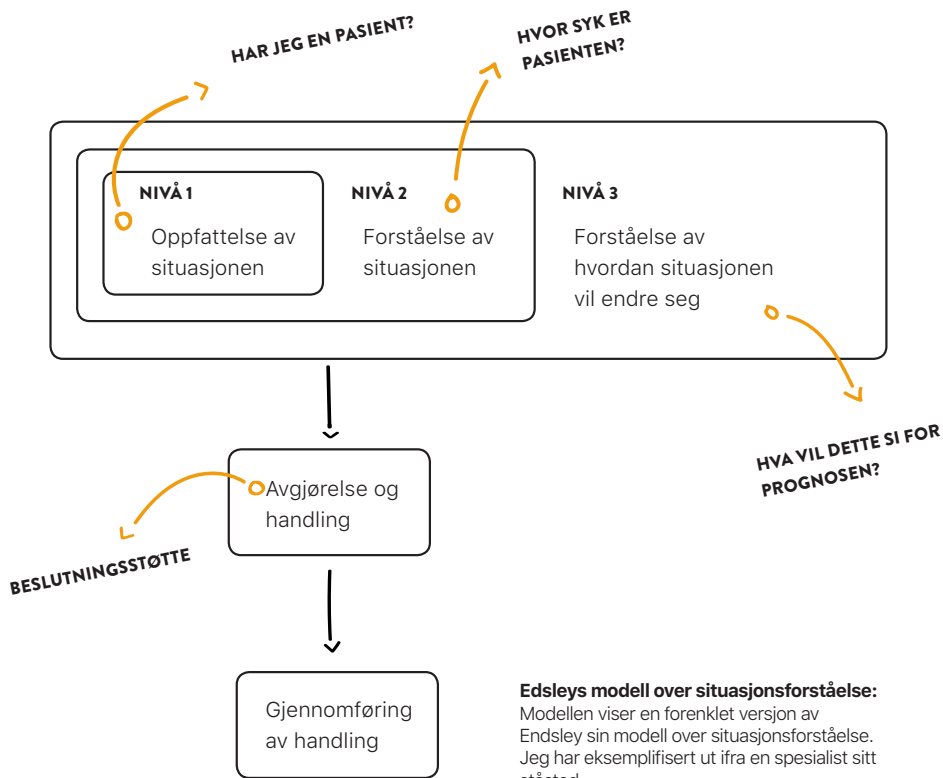 HAR JEG EN PASIENT?
HVOR SYK ER
PASIENTEN?
NIVÅ 1
Oppfattelse av
situasjonen
NIVÅ 2
Forståelse av
situasjonen
NIVÅ 3
Forståelse av
hvordan situasjonen
vil endre seg
HVA VIL DETTE SI FOR
PROGNOSEN?
Avgjørelse og
handling
BESLUTNINGSSTØTTE
Gjennomføring
av handling
Edsleys modell over situasjonsforståelse:
Modellen viser en forenklet versjon av
Endsley sin modell over situasjonsforståelse.
Jeg har eksemplifisert ut ifra en spesialist sitt